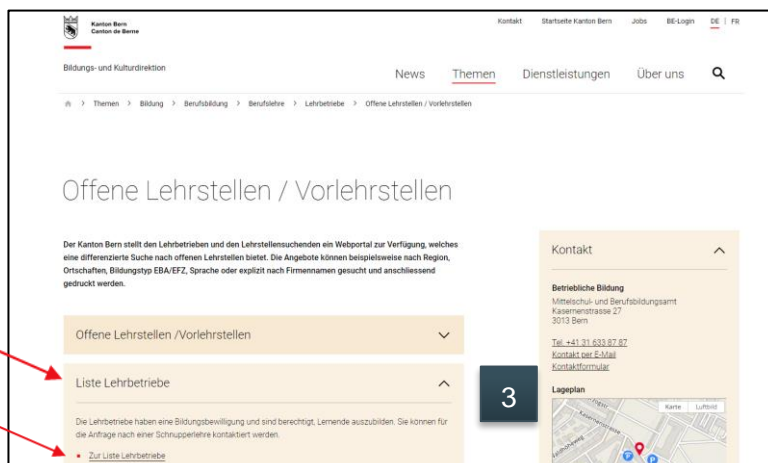 Kanton Bern
Canton de Berne
Kontakt Startseite Kanton Bern Jobs BE-Login DE | FR
Bildungs- und Kulturdirektion
News Themen Dienstleistungen Über uns
> Themen > Bildung > Berufsbildung > Berufslehre > Lehrbetriebe > Offene Lehrstellen / Vorlehrstellen
Offene Lehrstellen / Vorlehrstellen
Der Kanton Bern stellt den Lehrbetrieben und den Lehrstellensuchenden ein Webportal zur Verfügung, welches
eine differenzierte Suche nach offenen Lehrstellen bietet. Die Angebote können beispielsweise nach Region,
Ortschaften, Bildungstyp EBA/EFZ, Sprache oder explizit nach Firmennamen gesucht und anschliessend
gedruckt werden.
Offene Lehrstellen /Vorlehrstellen
Liste Lehrbetriebe
Die Lehrbetriebe haben eine Bildungsbewilligung und sind berechtigt, Lernende auszubilden. Sie können für
die Anfrage nach einer Schnupperlehre kontaktiert werden.
Zur Liste Lehrbetriebe
3
Kontakt
Betriebliche Bildung
Mittelschul- und Berufsbildungsamt
Kasernenstrasse 27
3013 Bern
Tel. +41 31 633 87 87
Kontakt per E-Mail
Kontaktformular
Lageplan
Karte Luftbild
Kasernenstrasse
P
P